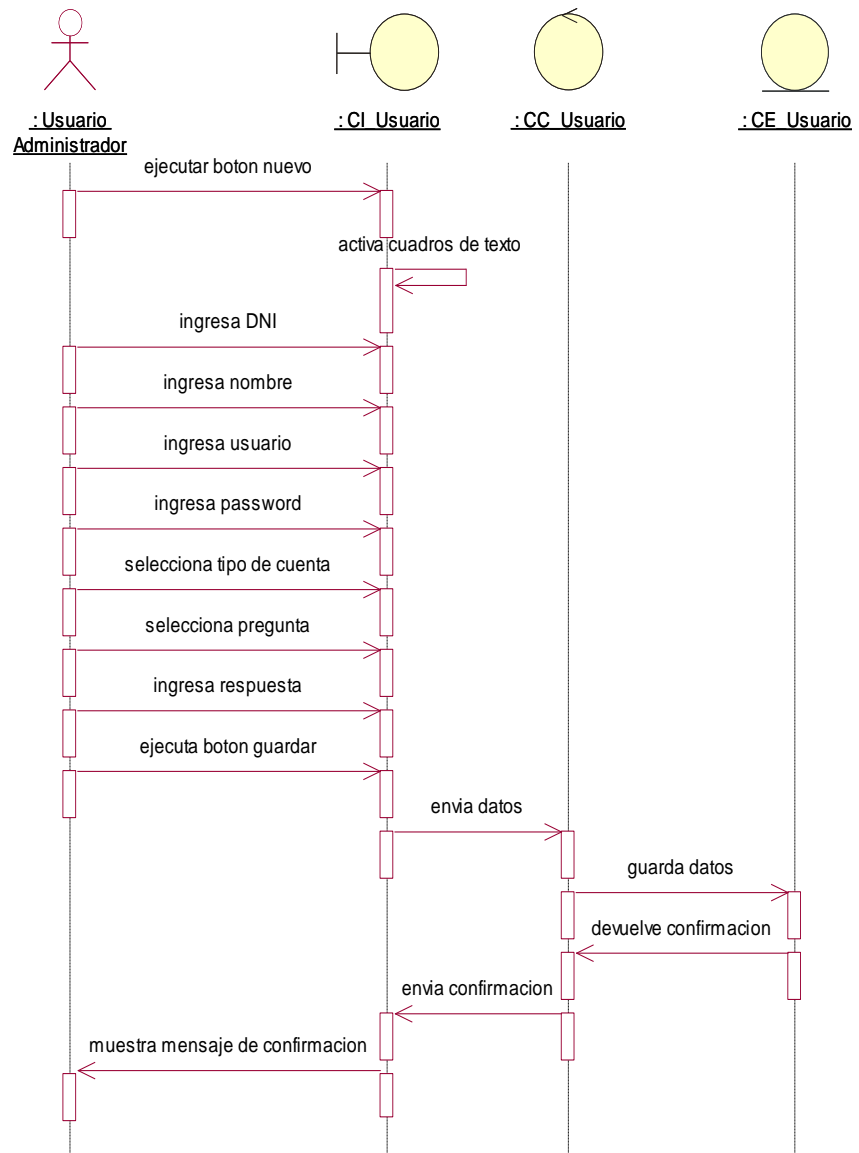 : Usuario
Administrador
: CI_Usuario
: CC_Usuario
: CE_Usuario
ejecutar boton nuevo
activa cuadros de texto
ingresa DNI
ingresa nombre
ingresa usuario
ingresa password
selecciona tipo de cuenta
selecciona pregunta
ingresa respuesta
ejecuta boton guardar
envia datos
guarda datos
devuelve confirmacion
envia confirmacion
muestra mensaje de confirmacion